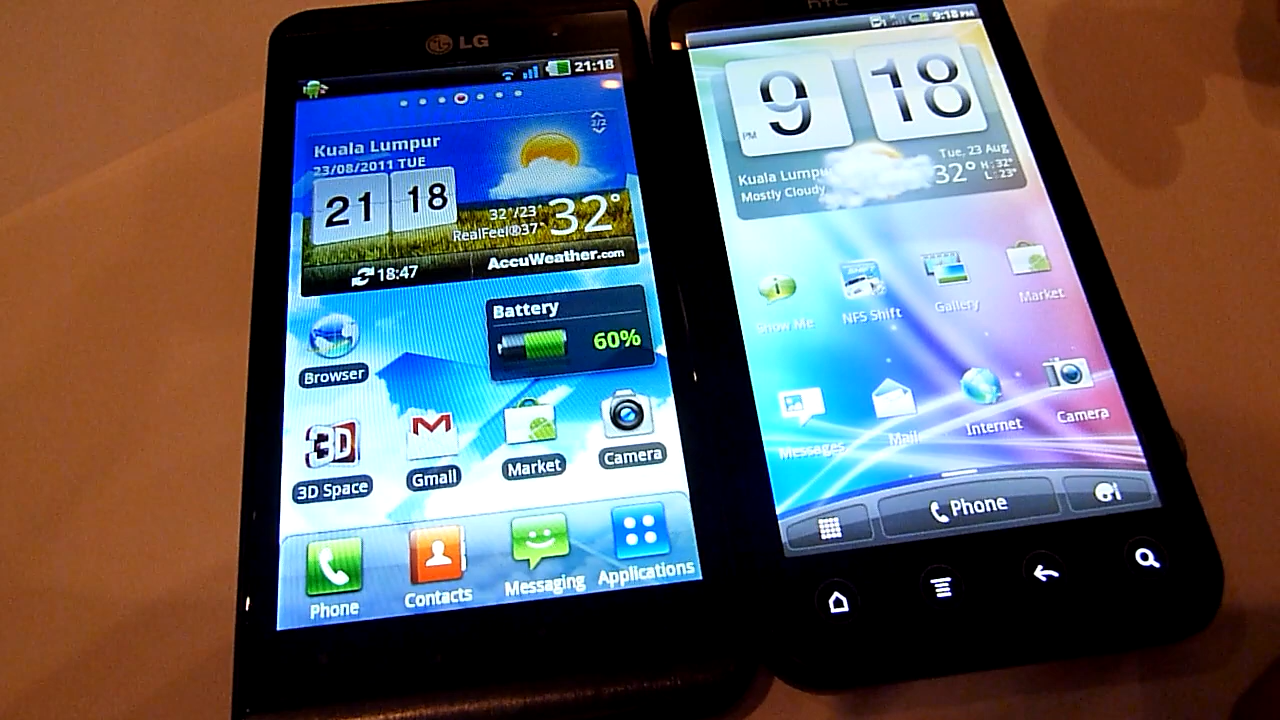 LG
21:18
2/2
Kuala Lumpur
23/08/2011 TUE
21 18
32°/23°
RealFeel®37°
32°
18:47
AccuWeather.com
Battery
60%
Browser
3D
3D Space
Gmail
Market
Camera
Phone
Contacts
Messaging
Applications
HTC
9:18 PM
PM
9 18
Kuala Lumpur
Mostly Cloudy
Tue, 23 Aug
32°
H: 32°
L: 23°
Show Me
NFS Shift
Gallery
Market
Messages
Mail
Internet
Camera
Phone